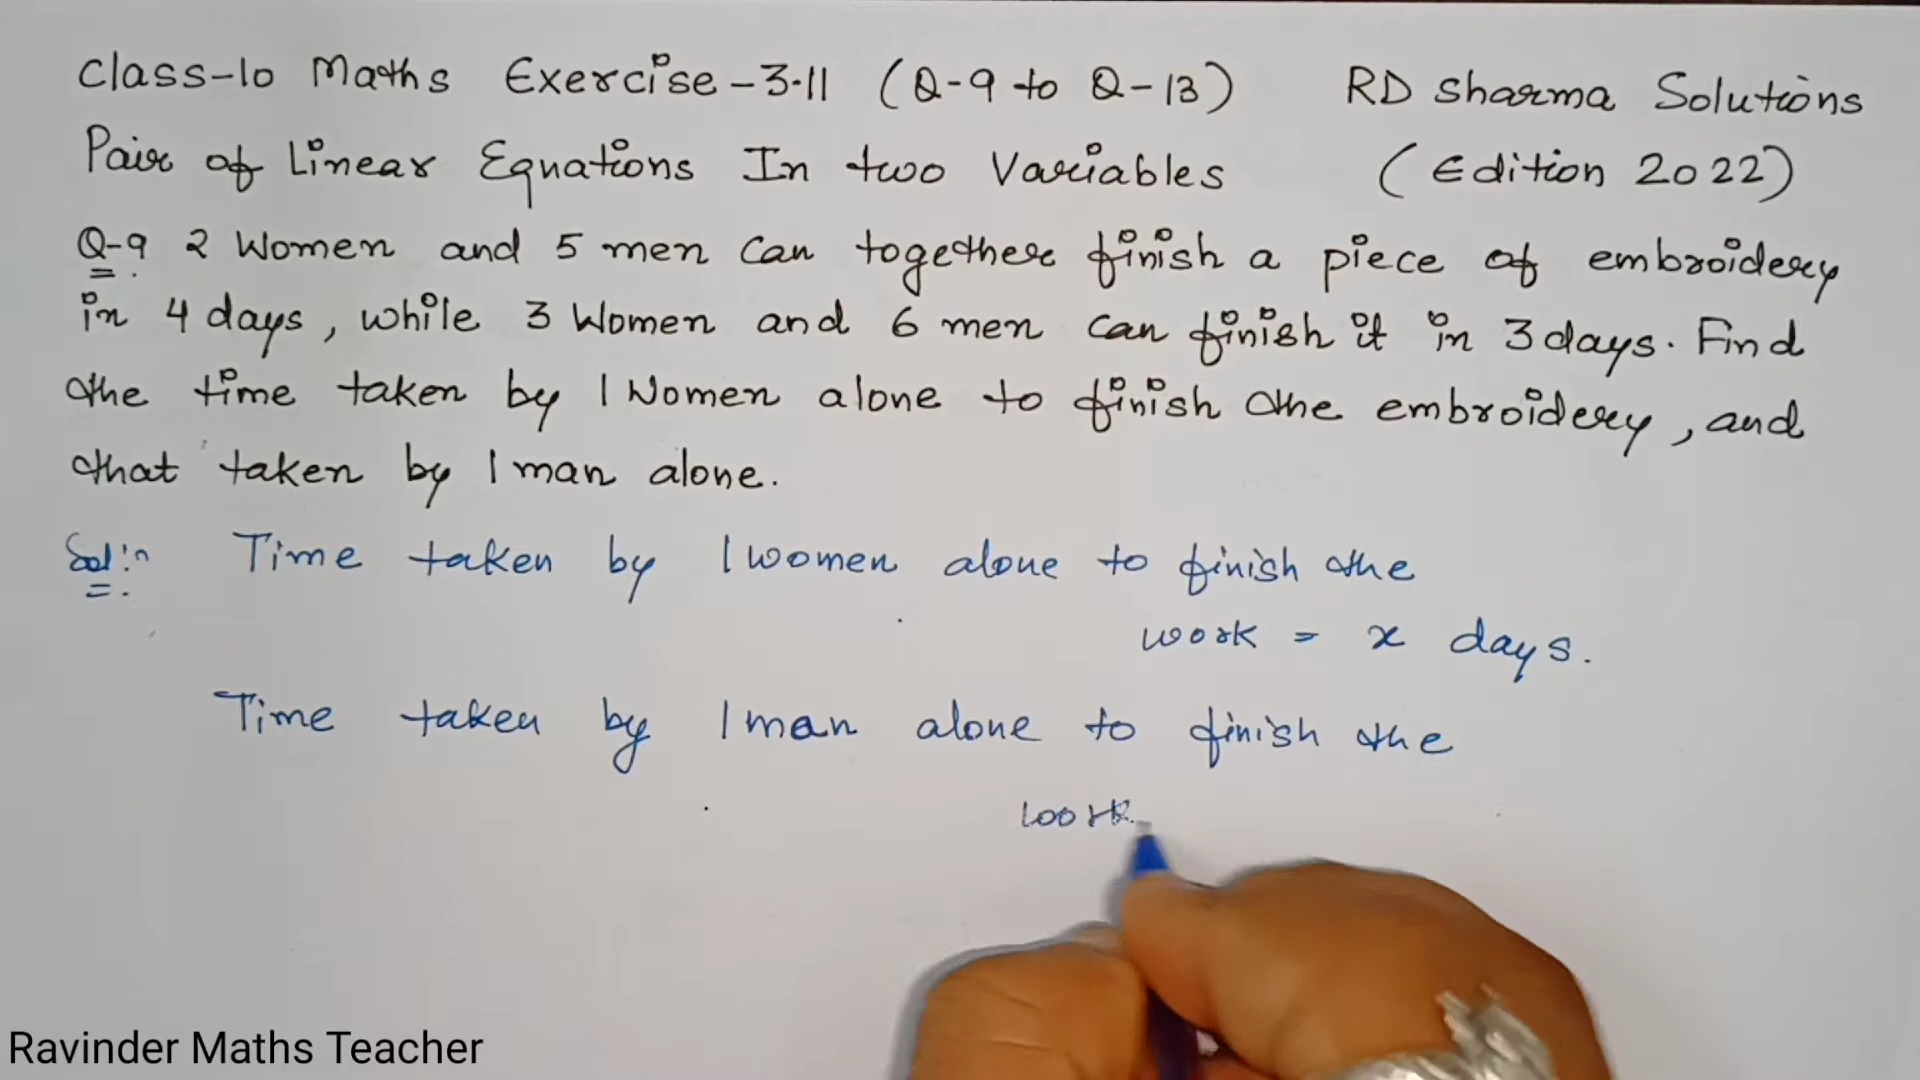 Class-10 Maths Exercise-3.11 (Q-9 to Q-13) RD Sharma Solutions
Pair of Linear Equations In two Variables (Edition 2022)
Q-9 2 Women and 5 men can together finish a piece of embroidery
in 4 days, while 3 Women and 6 men can finish it in 3 days. Find
the time taken by 1 Women alone to finish the embroidery, and
that taken by 1 man alone.
Sol:n Time taken by 1 women alone to finish the
work = x days.
Time taken by 1 man alone to finish the
work
Ravinder Maths Teacher